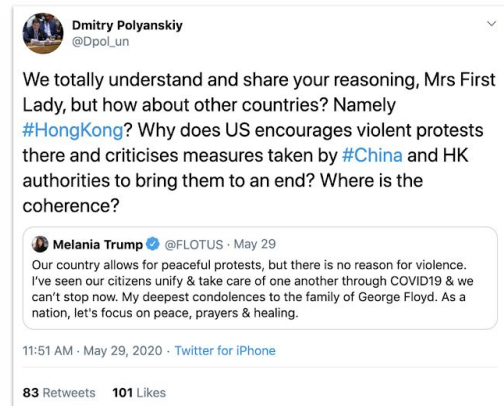 Dmitry Polyanskiy
@Dpol_un
We totally understand and share your reasoning, Mrs First
Lady, but how about other countries? Namely
#HongKong? Why does US encourages violent protests
there and criticises measures taken by #China and HK
authorities to bring them to an end? Where is the
coherence?
Melania Trump @FLOTUS · May 29
Our country allows for peaceful protests, but there is no reason for violence.
I've seen our citizens unify & take care of one another through COVID19 & we
can't stop now. My deepest condolences to the family of George Floyd. As a
nation, let's focus on peace, prayers & healing.
11:51 AM · May 29, 2020 · Twitter for iPhone
83 Retweets 101 Likes